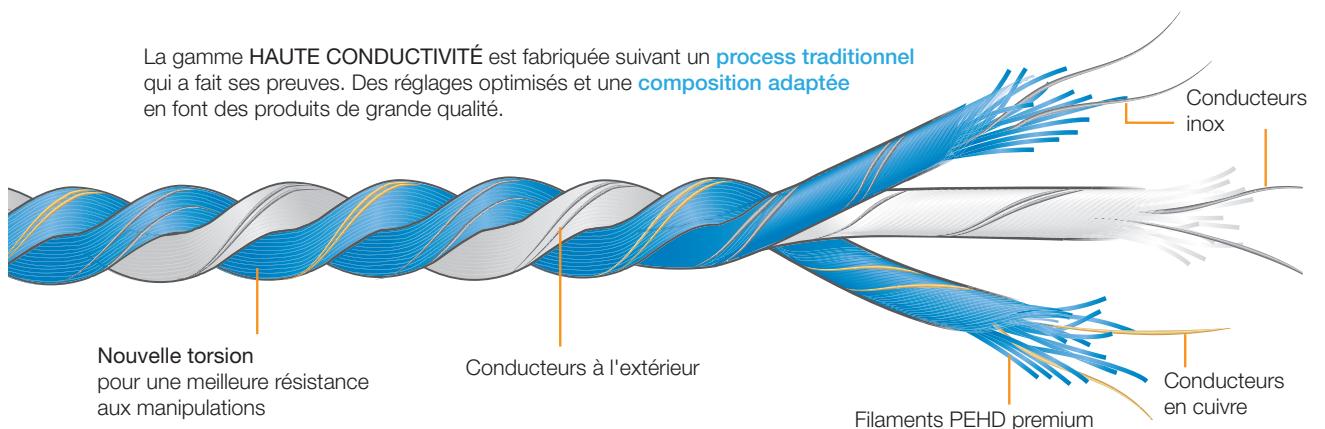 La gamme HAUTE CONDUCTIVITÉ est fabriquée suivant un process traditionnel
qui a fait ses preuves. Des réglages optimisés et une composition adaptée
en font des produits de grande qualité.
Conducteurs
inox
Nouvelle torsion
pour une meilleure résistance
aux manipulations
Conducteurs à l'extérieur
Filaments PEHD premium
Conducteurs
en cuivre